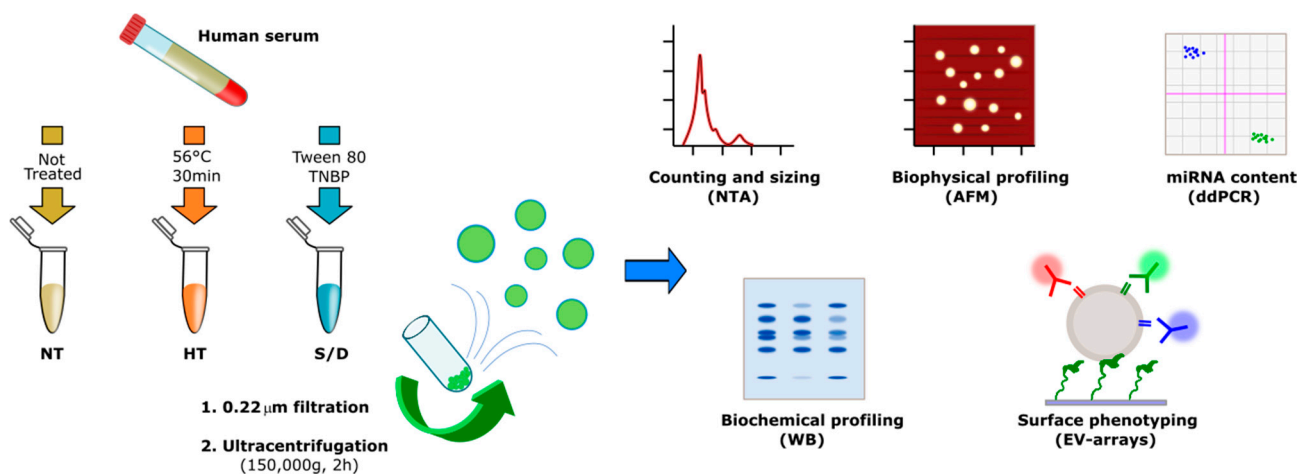 Human serum
Not
Treated
56°C
30min
Tween 80
TNBP
NT
HT
S/D
1. 0.22 μm filtration
2. Ultracentrifugation
(150,000g, 2h)
Counting and sizing
(NTA)
Biophysical profiling
(AFM)
miRNA content
(ddPCR)
Biochemical profiling
(WB)
Surface phenotyping
(EV-arrays)